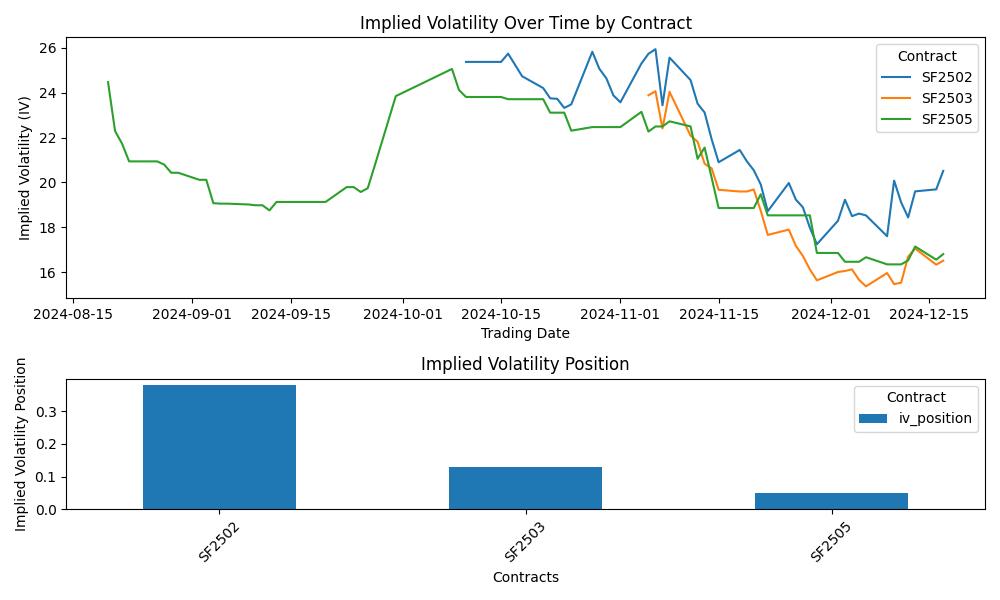 Implied Volatility Over Time by Contract
Implied Volatility (IV)
26
24
22
20
18
16
Contract
SF2502
SF2503
SF2505
2024-08-15
2024-09-01
2024-09-15
2024-10-01
2024-10-15
2024-11-01
2024-11-15
2024-12-01
2024-12-15
Trading Date
Implied Volatility Position
Implied Volatility Position
0.3
0.2
0.1
0.0
Contract
iv_position
SF2502
SF2503
SF2505
Contracts